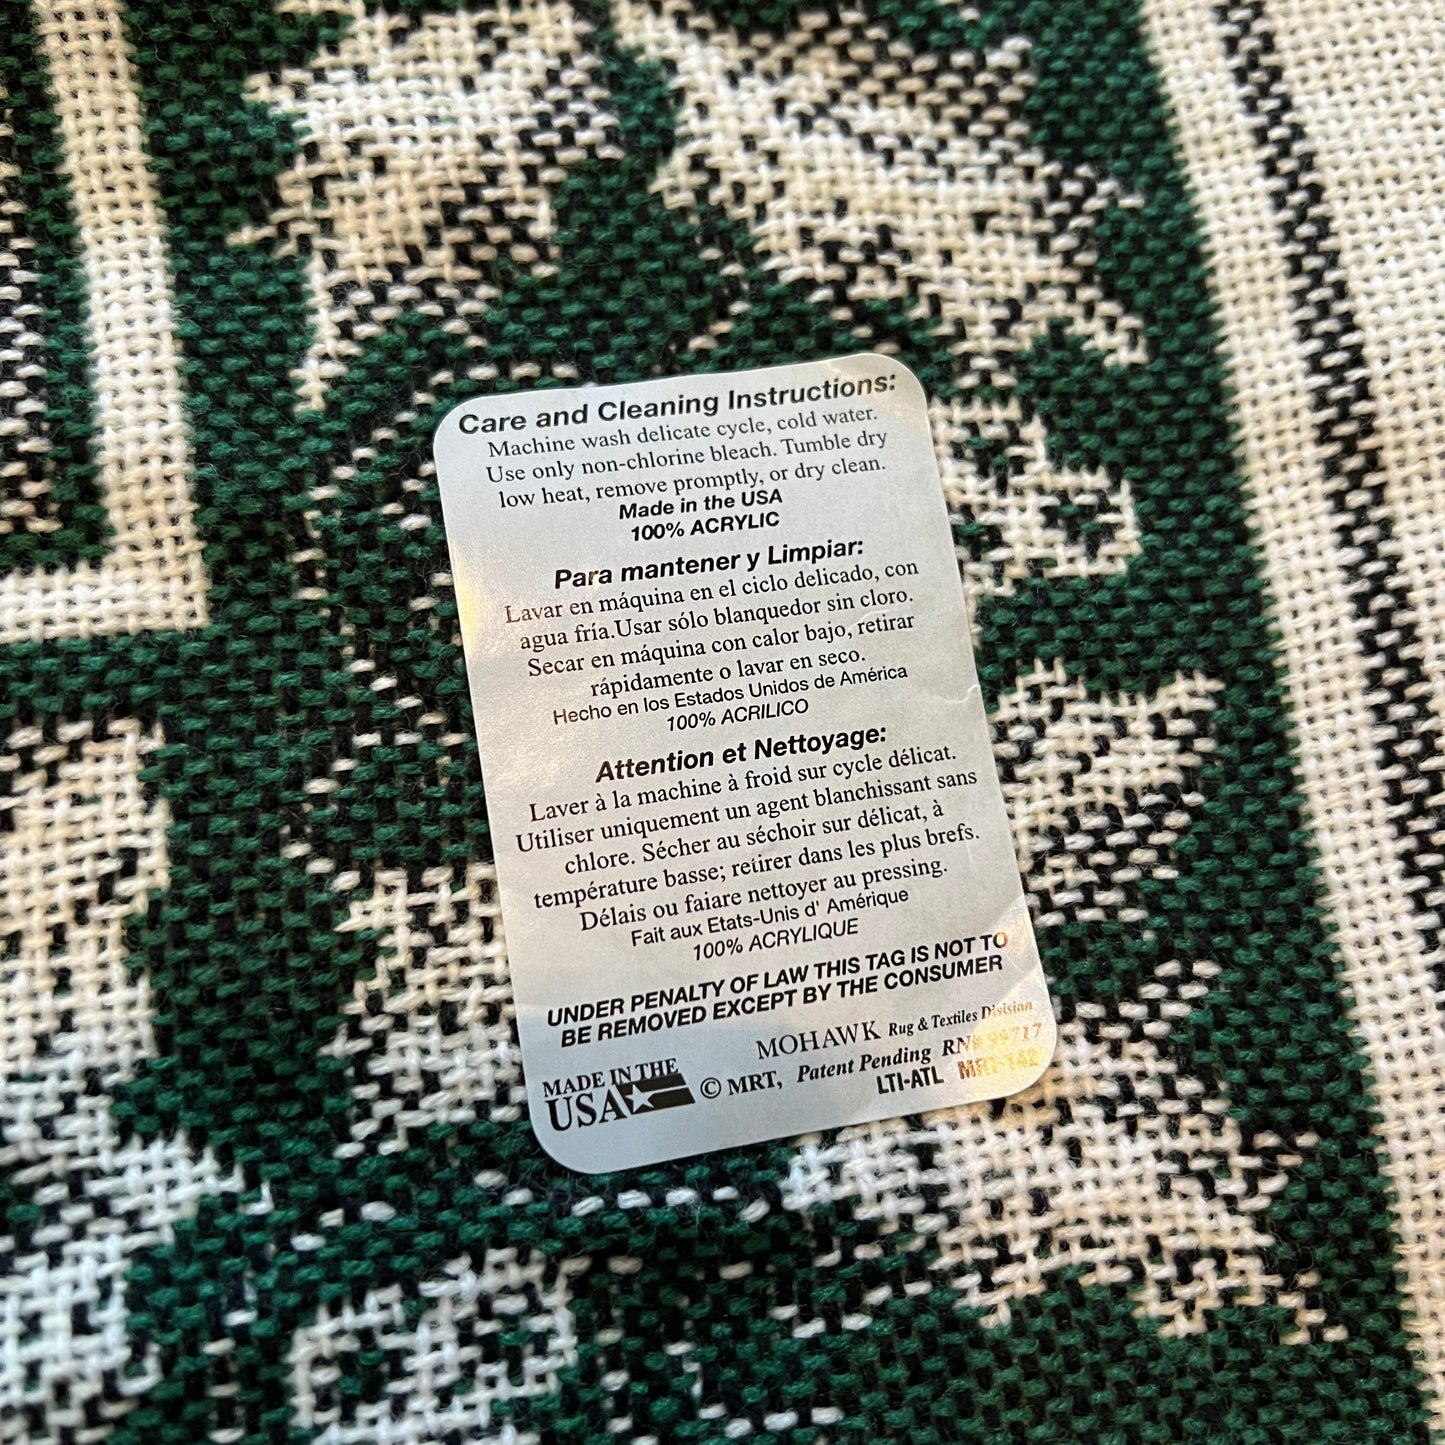 Care and Cleaning Instructions:
Machine wash delicate cycle, cold water.
Use only non-chlorine bleach. Tumble dry
low heat, remove promptly, or dry clean.
Made in the USA
100% ACRYLIC
Para mantener y Limpiar:
Lavar en máquina en el ciclo delicado, con
agua fría.Usar sólo blanquedor sin cloro.
Secar en máquina con calor bajo, retirar
rápidamente o lavar en seco.
Hecho en los Estados Unidos de América
100% ACRILICO
Attention et Nettoyage:
Laver à la machine à froid sur cycle délicat.
Utiliser uniquement un agent blanchissant sans
chlore. Sécher au séchoir sur délicat, à
température basse; retirer dans les plus brefs.
Délais ou faiare nettoyer au pressing.
Fait aux Etats-Unis d' Amérique
100% ACRYLIQUE
UNDER PENALTY OF LAW THIS TAG IS NOT TO
BE REMOVED EXCEPT BY THE CONSUMER
MOHAWK Rug & Textiles Division
MADE IN THE
USA
© MRT, Patent Pending
LTI-ATL